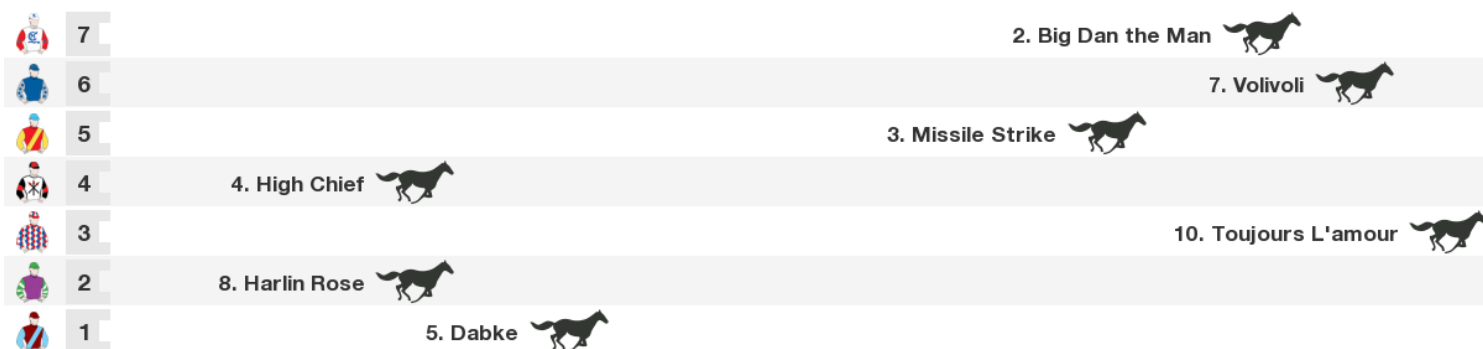 7 2. Big Dan the Man
6 7. Volivoli
5 3. Missile Strike
4 4. High Chief
3 10. Toujours L'amour
2 8. Harlin Rose
1 5. Dabke